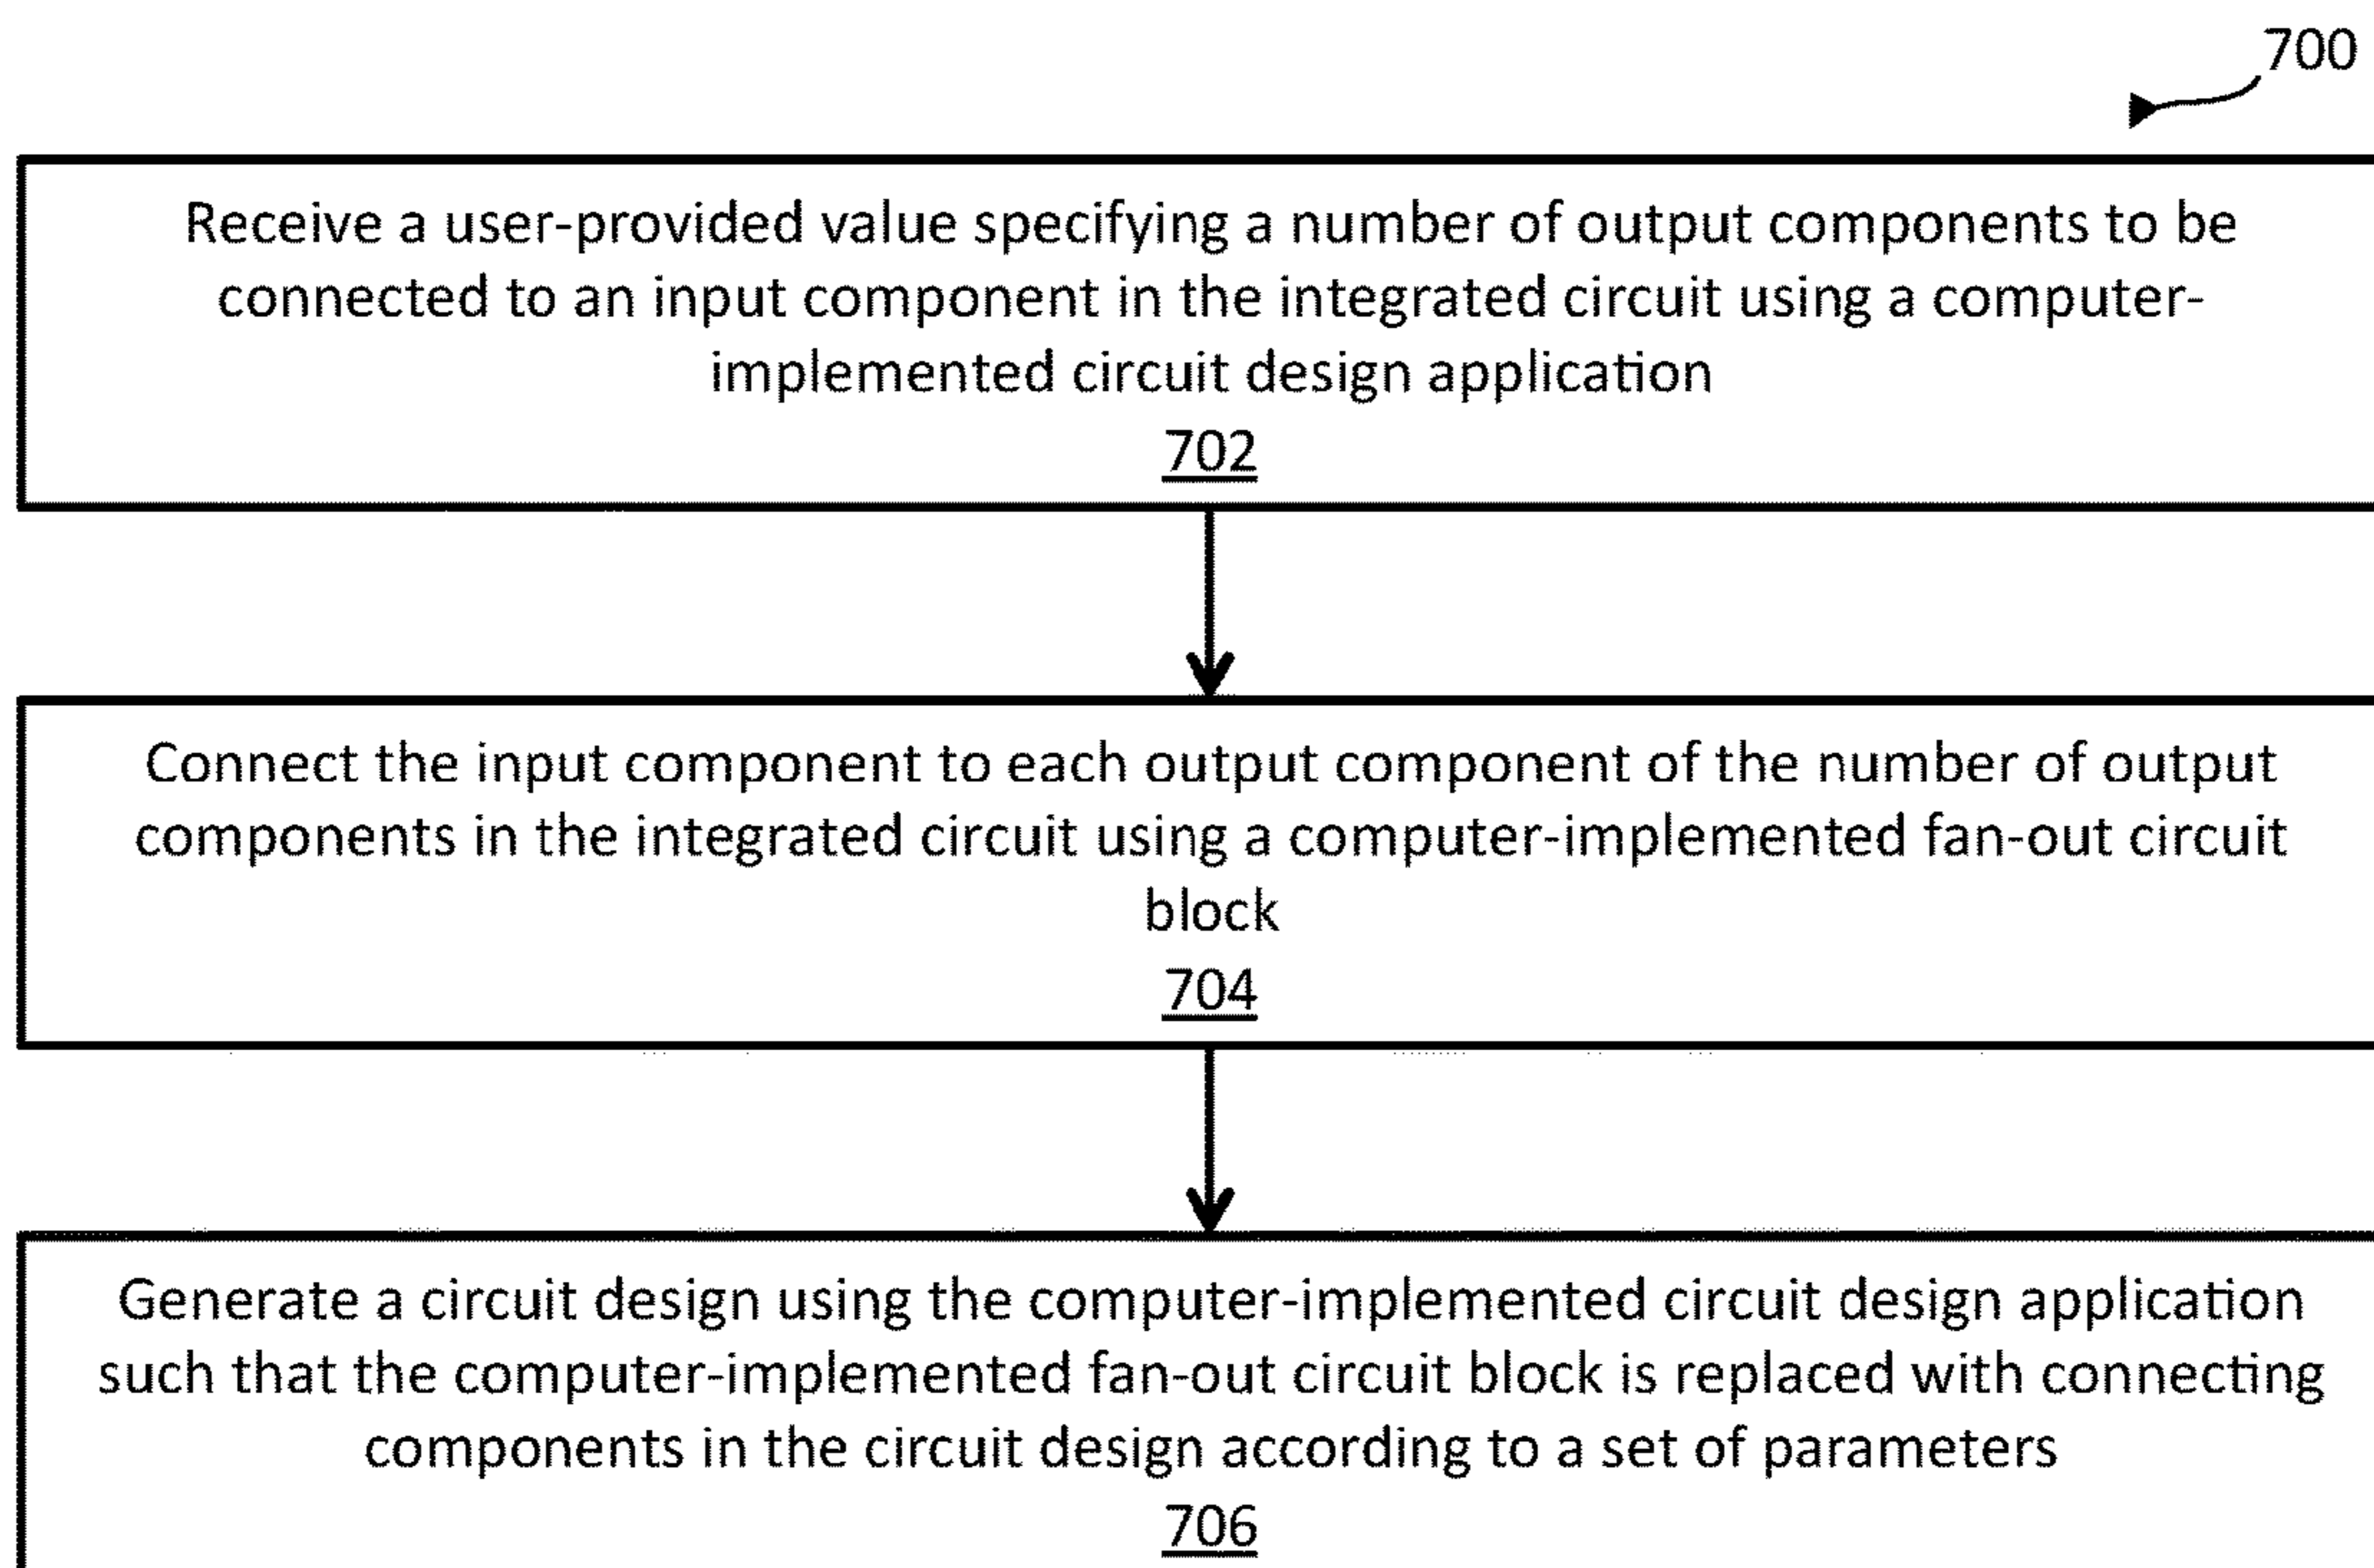 700
Receive a user-provided value specifying a number of output components to be
connected to an input component in the integrated circuit using a computer-
implemented circuit design application
702
Connect the input component to each output component of the number of output
components in the integrated circuit using a computer-implemented fan-out circuit
block
704
Generate a circuit design using the computer-implemented circuit design application
such that the computer-implemented fan-out circuit block is replaced with connecting
components in the circuit design according to a set of parameters
706